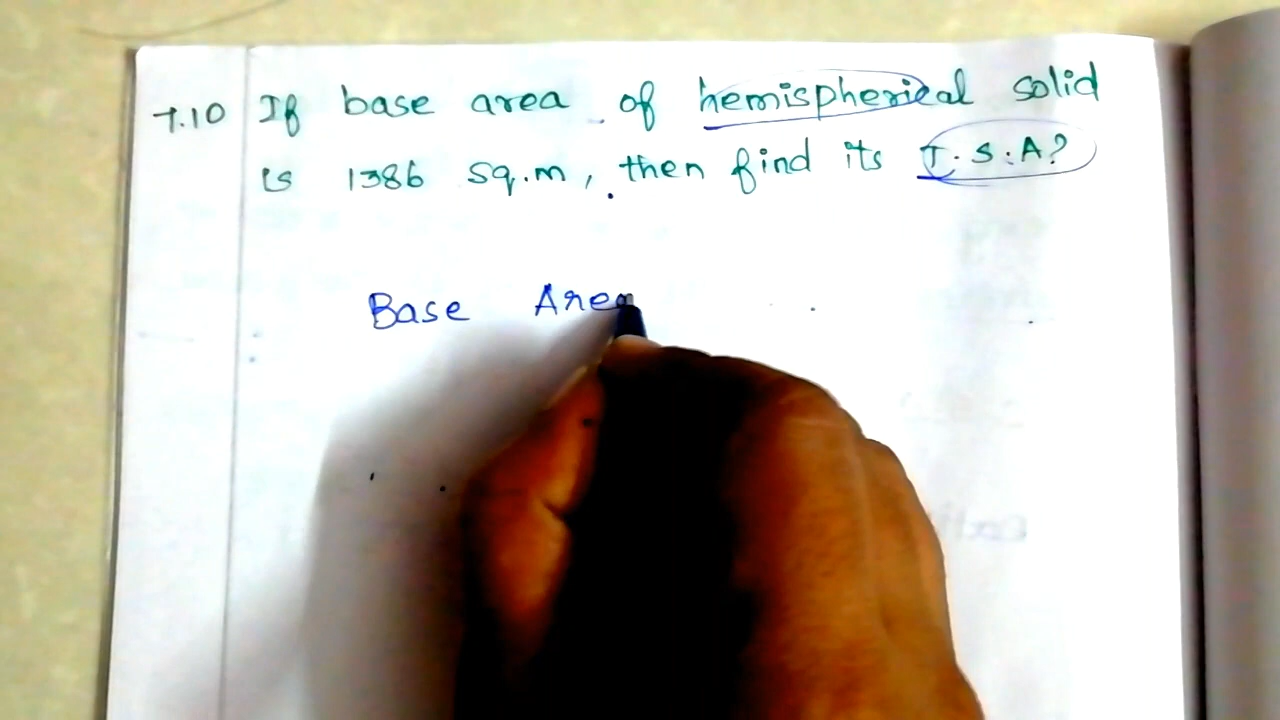 7.10 If base area of hemispherical solid
is 1386 sq.m, then find its T.S.A?
Base Area